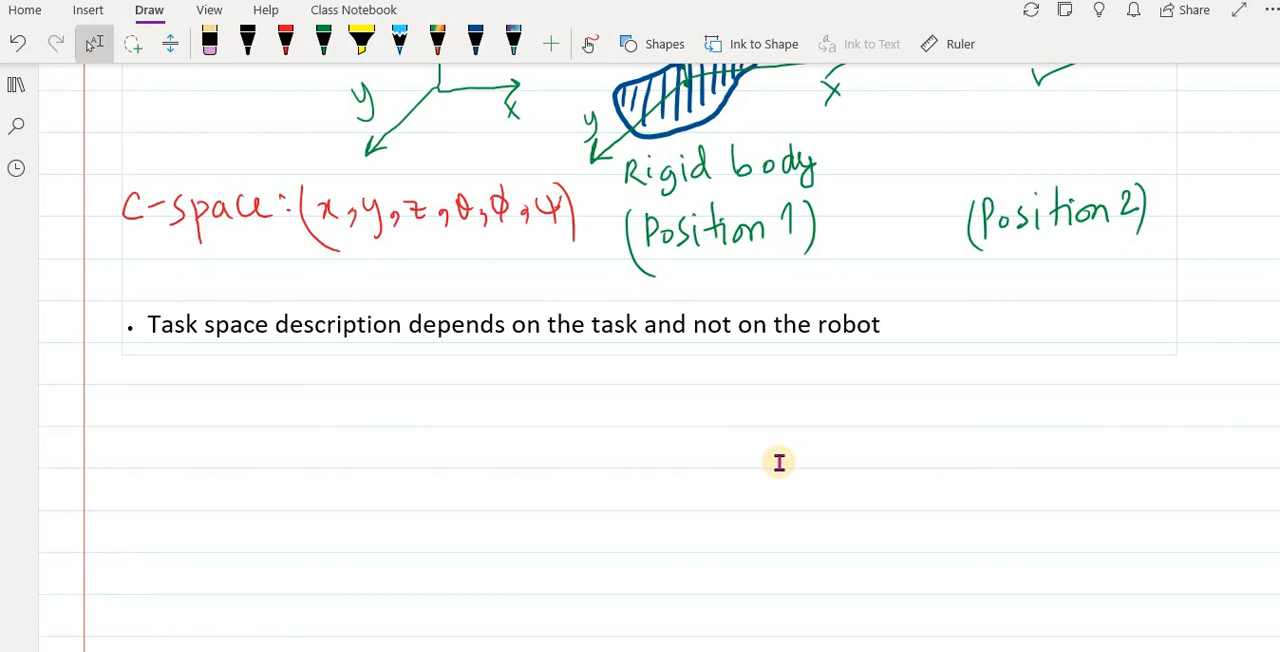 Home Insert Draw View Help Class Notebook Share
Shapes Ink to Shape Ink to Text Ruler
y x y x
Rigid body
C-space:(x,y,z,θ,ϕ,ψ) (Position 1) (Position 2)
• Task space description depends on the task and not on the robot